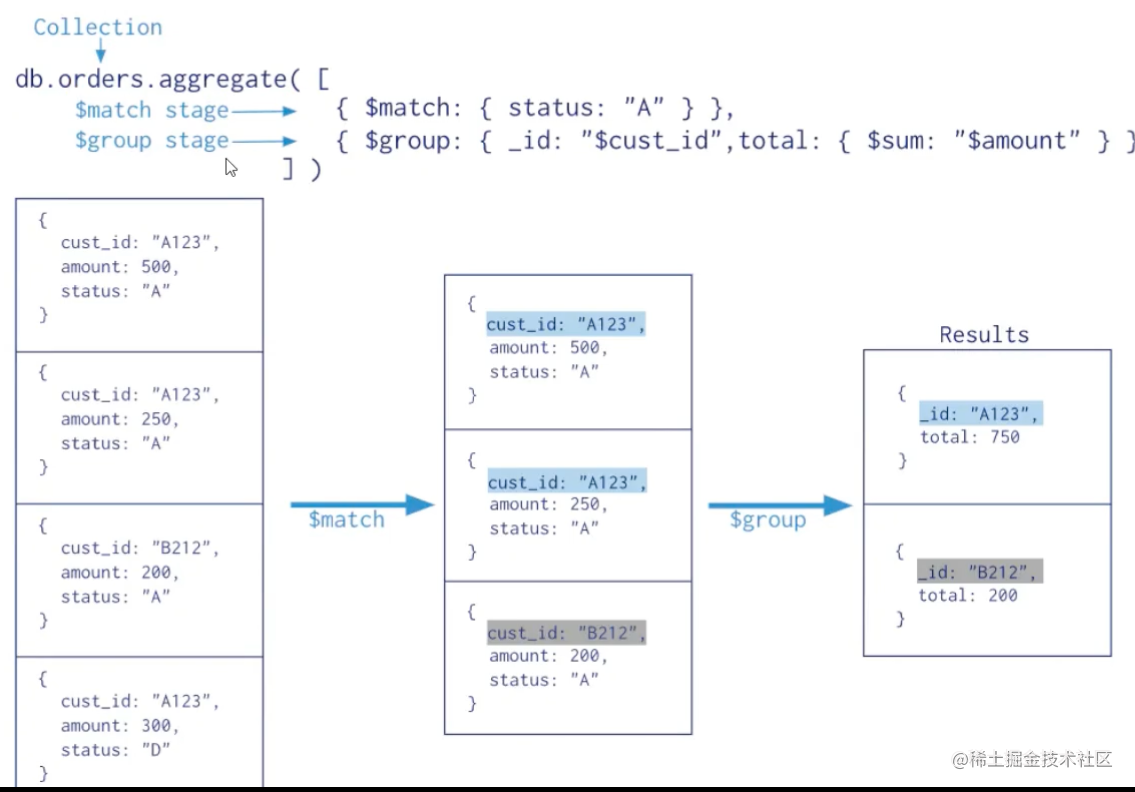 Collection
db.orders.aggregate( [
$match stage { $match: { status: "A" } },
$group stage { $group: { _id: "$cust_id",total: { $sum: "$amount" } }
] )
{
cust_id: "A123",
amount: 500,
status: "A"
}
{
cust_id: "A123",
amount: 250,
status: "A"
}
{
cust_id: "B212",
amount: 200,
status: "A"
}
{
cust_id: "A123",
amount: 300,
status: "D"
}
$match
{
cust_id: "A123",
amount: 500,
status: "A"
}
{
cust_id: "A123",
amount: 250,
status: "A"
}
{
cust_id: "B212",
amount: 200,
status: "A"
}
$group
Results
{
_id: "A123",
total: 750
}
{
_id: "B212",
total: 200
}
@稀土掘金技术社区